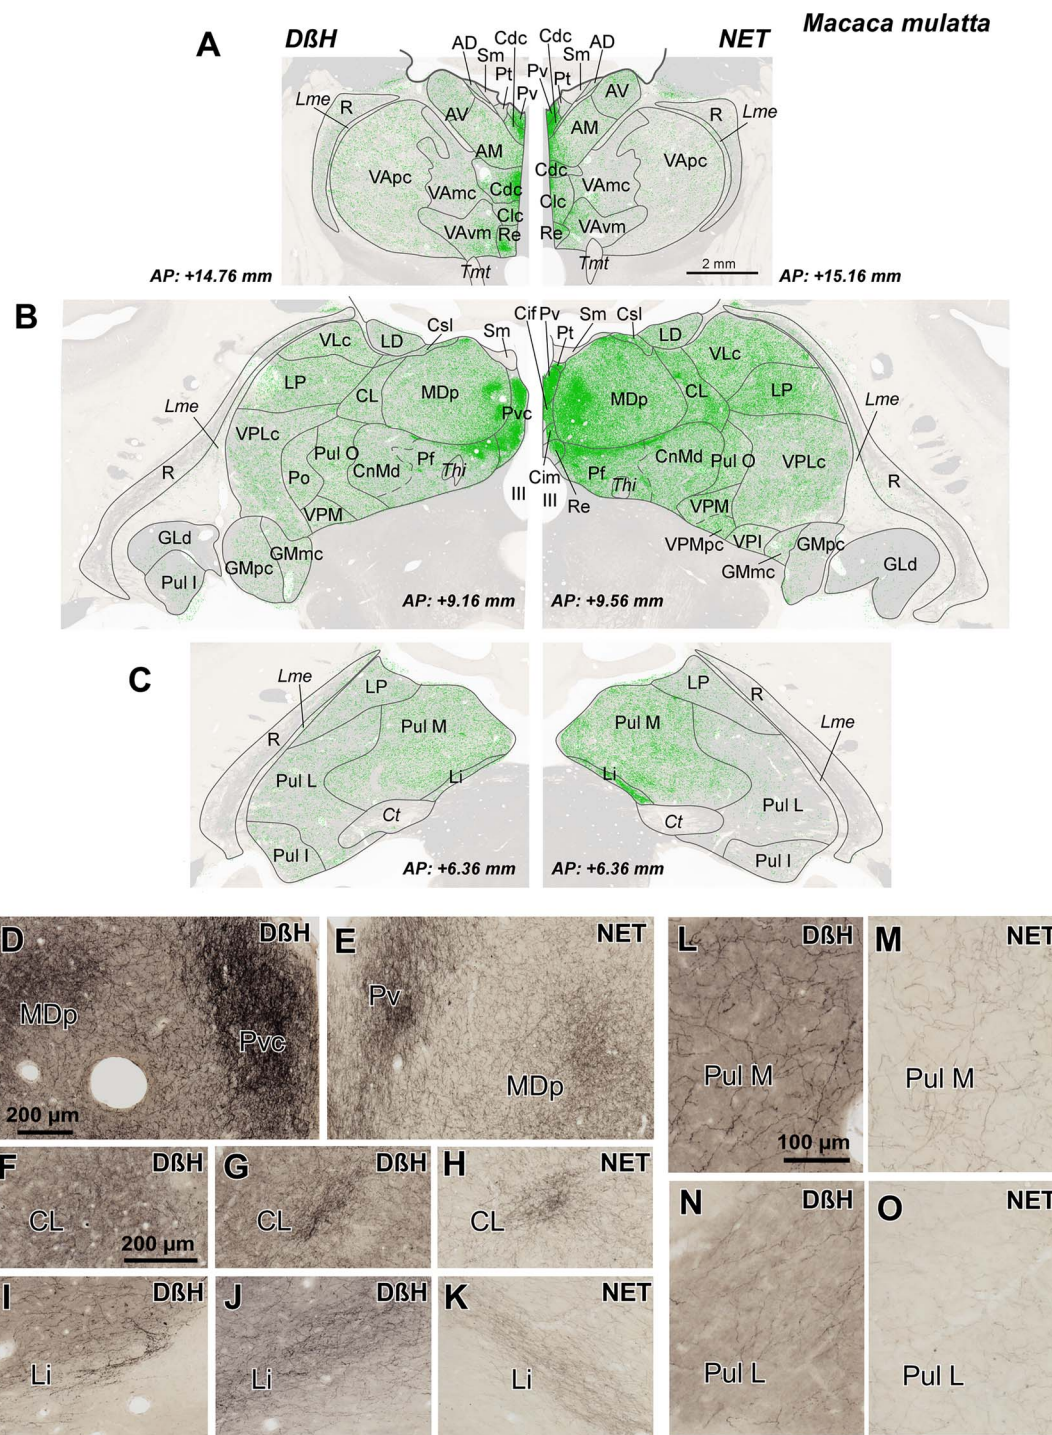 Macaca mulatta
A
DßH
NET
AD
Cdc
Cdc
AD
Sm
Sm
Pt
Pv
Pt
Pv
Lme
R
AV
AM
VApc
VAmc
Cdc
Clc
VAvm
Re
Tmt
AV
AM
R
Lme
VApc
Cdc
VAmc
Clc
VAvm
Re
Tmt
2 mm
AP: +14.76 mm
AP: +15.16 mm
B
Cif
Pv
Sm
Csl
Pt
Csl
Sm
VLc
LD
LP
CL
MDp
Pvc
Lme
VPLc
Pul O
CnMd
Pf
Thi
R
Po
VPM
III
GLd
Pul I
GMpc
GMmc
AP: +9.16 mm
LD
VLc
MDp
CL
LP
Lme
CnMd
Pul O
VPLc
Pf
Thi
Cim
III
Re
VPM
R
VPMpc
VPI
GMpc
GMmc
GLd
AP: +9.56 mm
C
Lme
LP
R
Pul M
Pul L
Li
Ct
Pul I
AP: +6.36 mm
LP
R
Pul M
Lme
Li
Pul L
Ct
Pul I
AP: +6.36 mm
D
DßH
MDp
Pvc
200 µm
E
NET
Pv
MDp
L
DßH
Pul M
100 µm
M
NET
Pul M
F
DßH
CL
200 µm
G
DßH
CL
H
NET
CL
I
DßH
Li
J
DßH
Li
K
NET
Li
N
DßH
Pul L
O
NET
Pul L